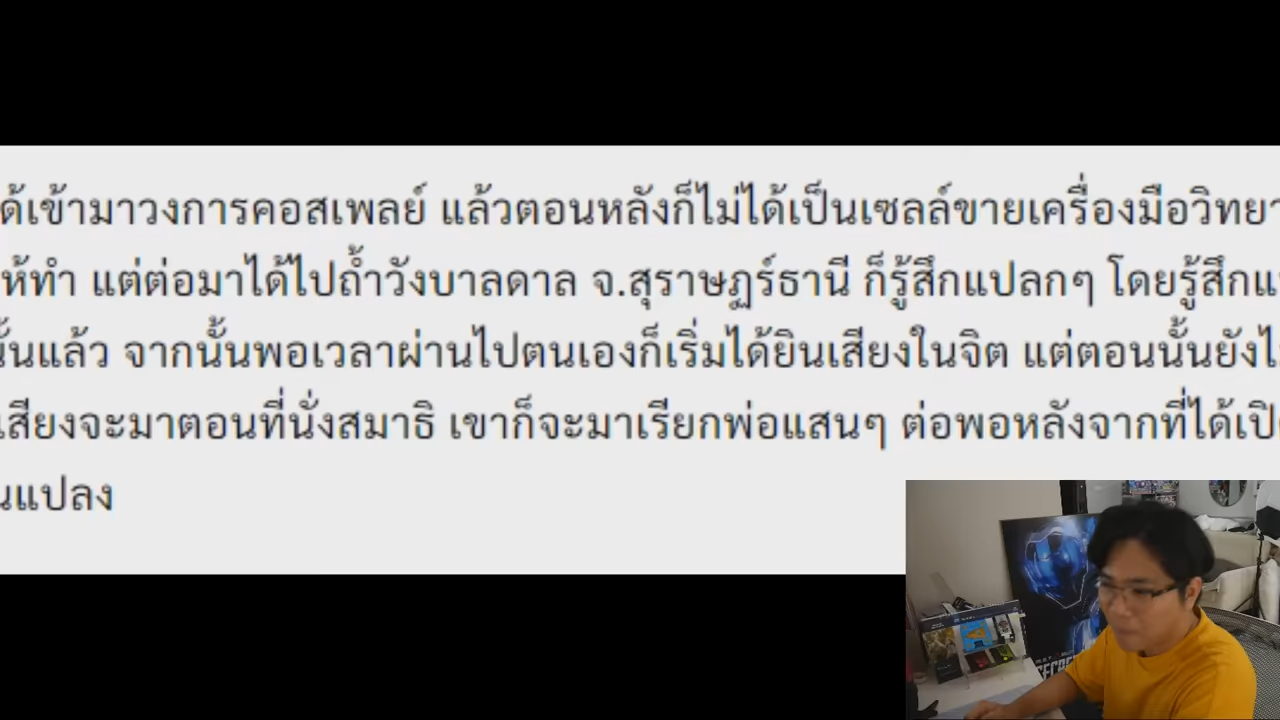 ด้เข้ามาวงการคอสเพลย์ แล้วตอนหลังก็ไม่ได้เป็นเซลล์ขายเครื่องมือวิทยา
ห้ทำ แต่ต่อมาได้ไปถ้ำวังบาลดาล จ.สุราษฏร์ธานี ก็รู้สึกแปลกๆ โดยรู้สึก
นั้นแล้ว จากนั้นพอเวลาผ่านไปตนเองก็เริ่มได้ยินเสียงในจิต แต่ตอนนั้นยัง
เสียงจะมาตอนที่นั่งสมาธิ เขาก็จะมาเรียกพ่อแสนๆ ต่อพอหลังจากที่ได้
นแปลง